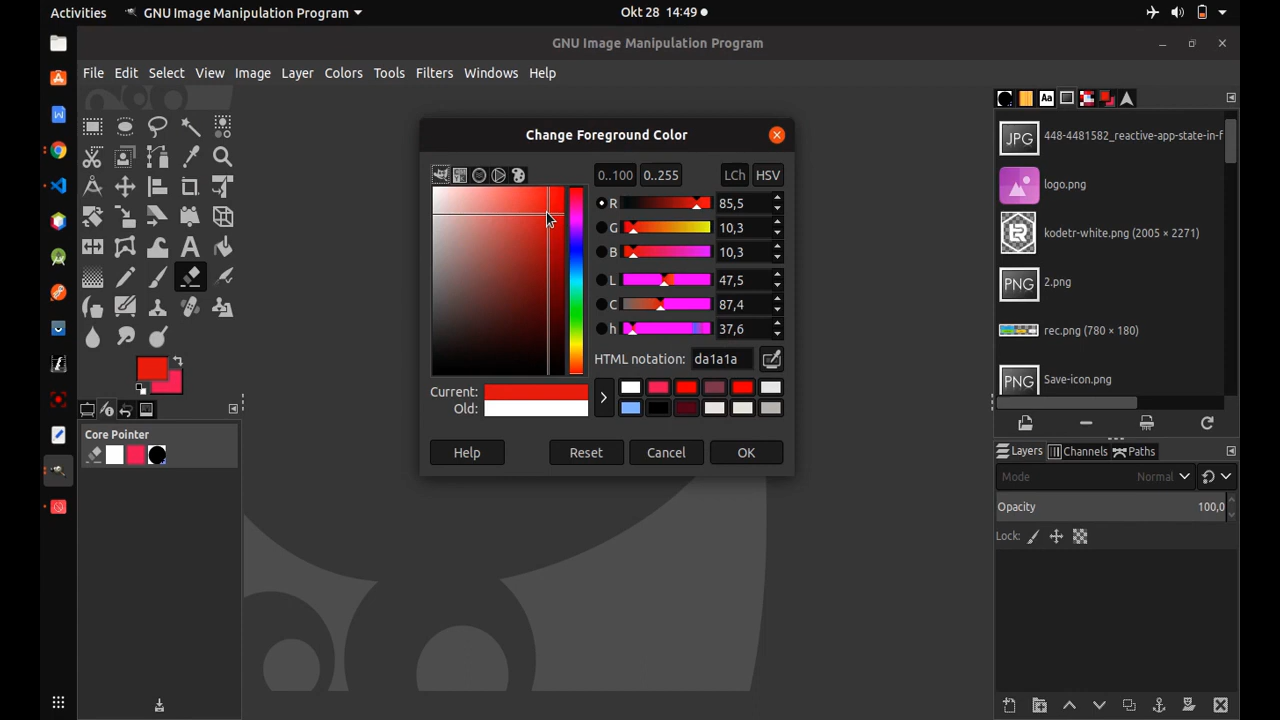 Activities
GNU Image Manipulation Program
Okt 28 14:49
GNU Image Manipulation Program
File Edit Select View Image Layer Colors Tools Filters Windows Help
Change Foreground Color
0..100 0..255 LCh HSV
R 85,5
G 10,3
B 10,3
L 47,5
C 87,4
h 37,6
HTML notation: da1a1a
Current:
Old:
Help Reset Cancel OK
Core Pointer
Aa
JPG 448-4481582_reactive-app-state-in-f
logo.png
kodetr-white.png (2005 × 2271)
PNG 2.png
rec.png (780 × 180)
PNG Save-icon.png
Layers Channels Paths
Mode Normal
Opacity 100,0
Lock: